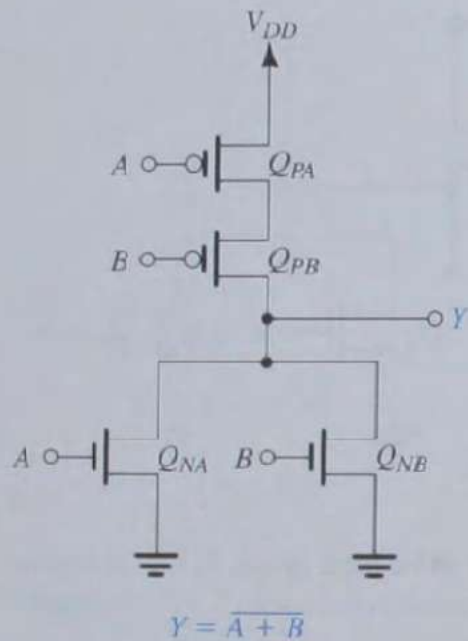 V_DD
A Q_PA
B Q_PB
Y
A Q_NA B Q_NB
Y = \overline{A + B}